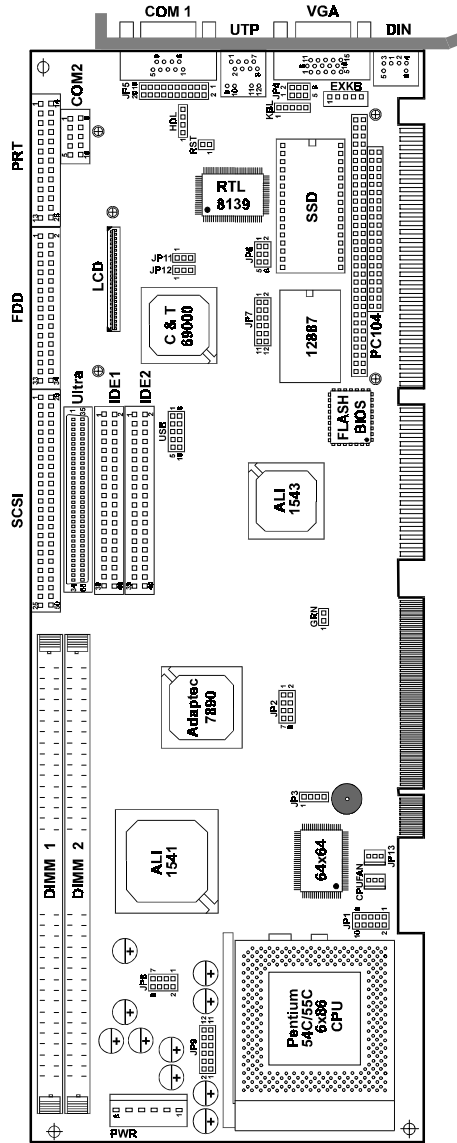 COM 1
UTP
VGA
DIN
JP5
COM2
PRT
HDL
RST
JP4
KBL
EXKB
RTL
8139
SSD
LCD
FDD
JP11
JP12
C & T
69000
JP6
JP7
12887
PC104
Ultra
IDE1
IDE2
USB
FLASH
BIOS
SCSI
ALI
1543
GRN
Adaptec
7890
JP2
JP3
DIMM 1
DIMM 2
ALI
1541
64x64
JP13
CPUFAN
JP1
JP8
JP9
Pentium
54C/55C
6x86
CPU
PWR